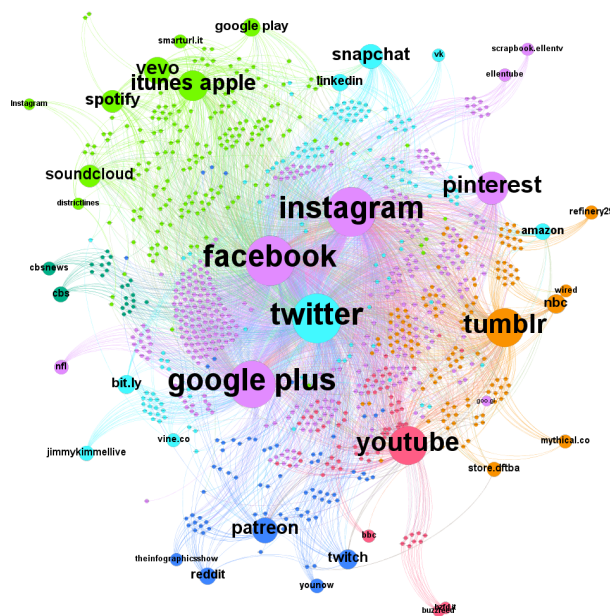 google play
smarturl.it
snapchat
vk
scrapbook.ellentv
vevo
itunes apple
linkedin
ellentube
spotify
Instagram
soundcloud
pinterest
districtlines
instagram
refinery29
amazon
facebook
cbsnews
cbs
wired
nbc
twitter
tumblr
nfl
google plus
bit.ly
goo.gl
vine.co
youtube
mythical.co
jimmykimmellive
store.dftba
patreon
bbc
theinfographicsshow
twitch
reddit
younow
buzzfeed